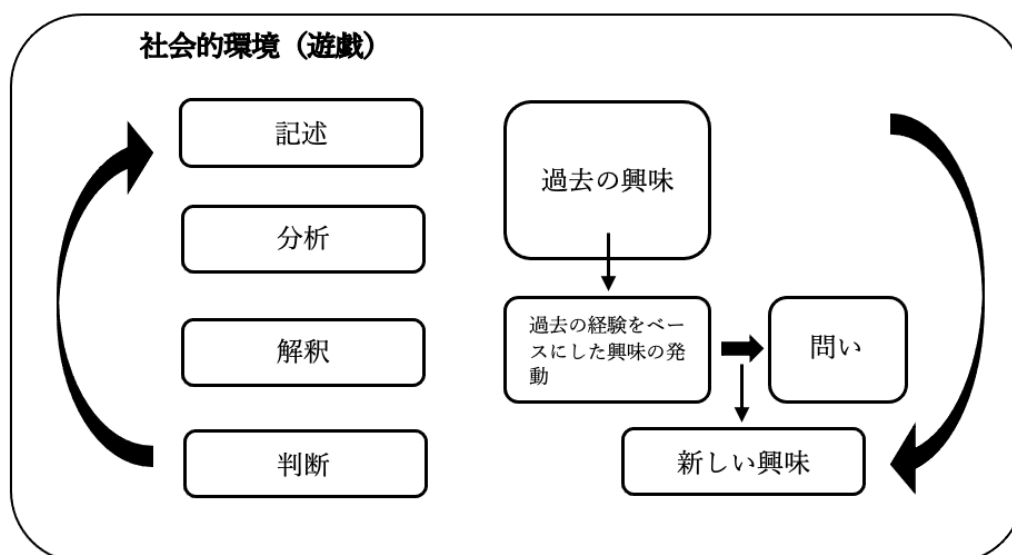 社会的環境（遊戯）
記述
分析
解釈
判断
過去の興味
過去の経験をベー
スにした興味の発
動
問い
新しい興味